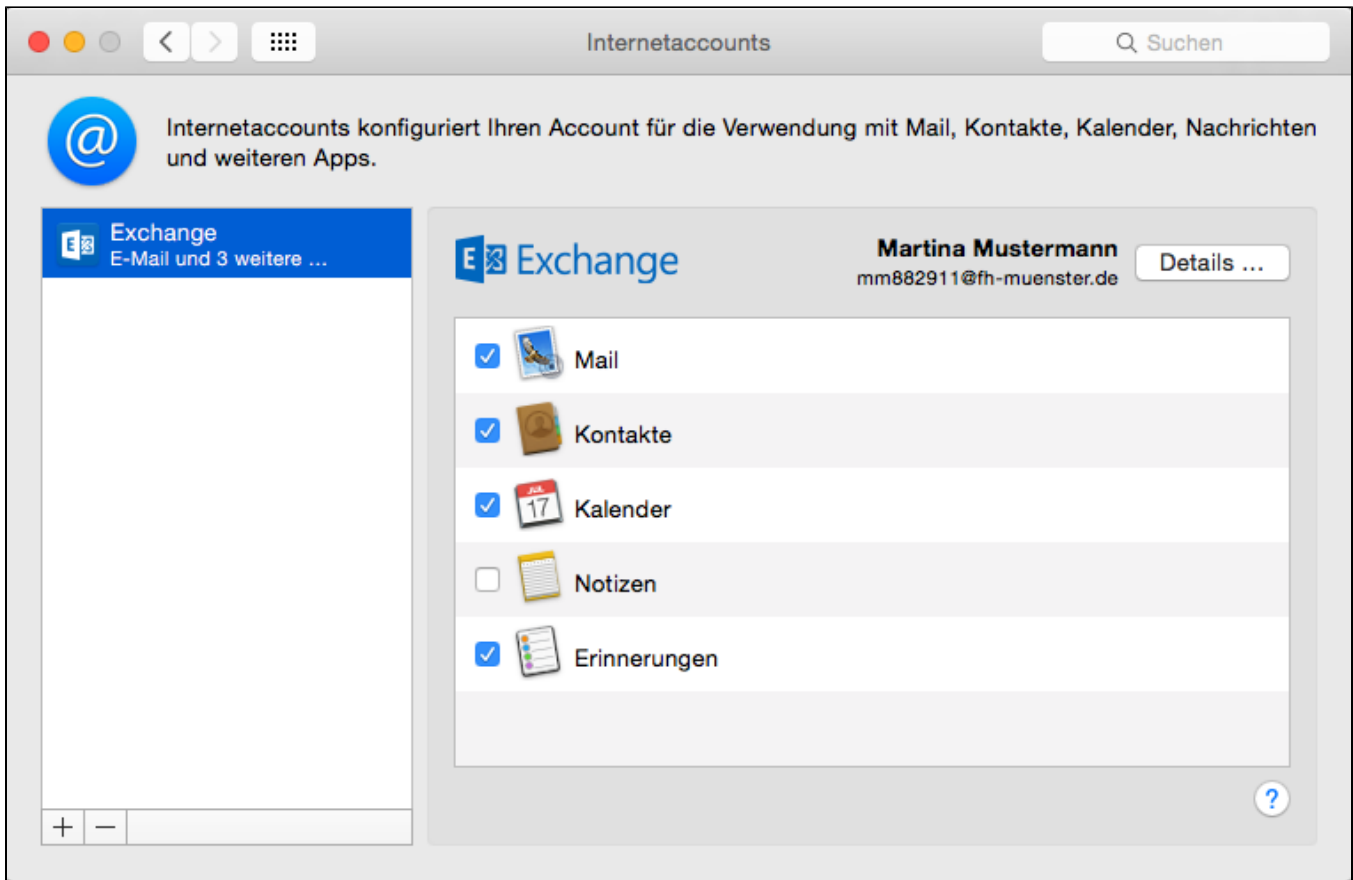 Internetaccounts
Suchen
Internetaccounts konfiguriert Ihren Account für die Verwendung mit Mail, Kontakte, Kalender, Nachrichten
und weiteren Apps.
Exchange
E-Mail und 3 weitere ...
E Exchange
Martina Mustermann
mm882911@fh-muenster.de
Details ...
Mail
Kontakte
JUL
17
Kalender
Notizen
Erinnerungen
?
+ −